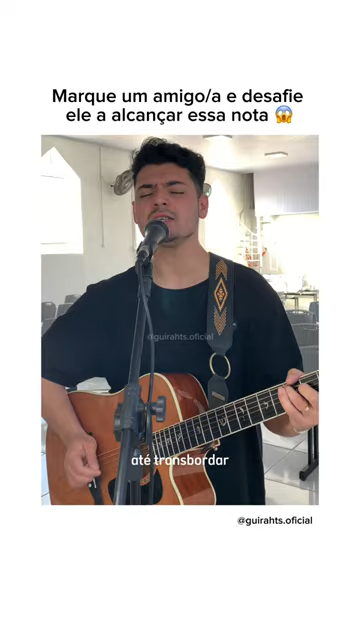 Marque um amigo/a e desafie
ele a alcançar essa nota 😱
@guirahts.oficial
até transbordar
@guirahts.oficial